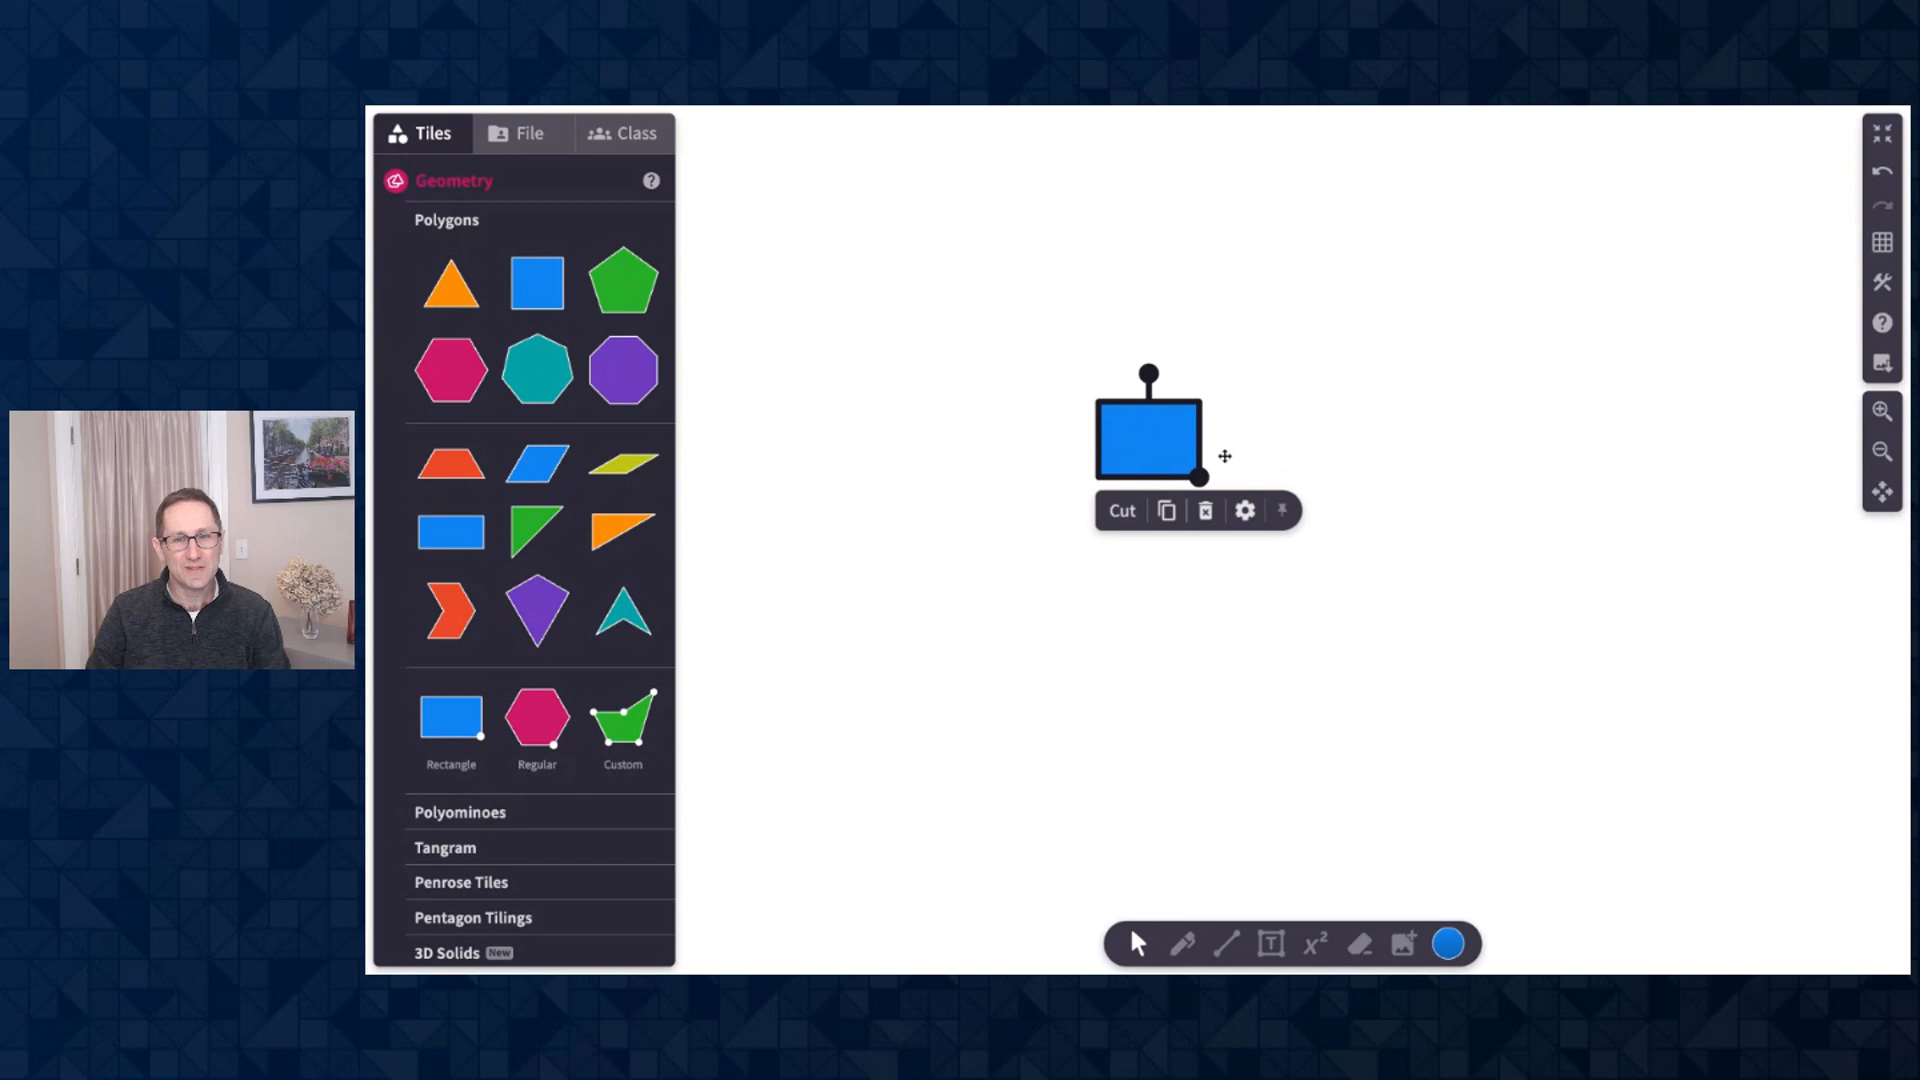 Tiles File Class
Geometry ?
Polygons
Rectangle Regular Custom
Polyominoes
Tangram
Penrose Tiles
Pentagon Tilings
3D Solids New
Cut
?
T x²